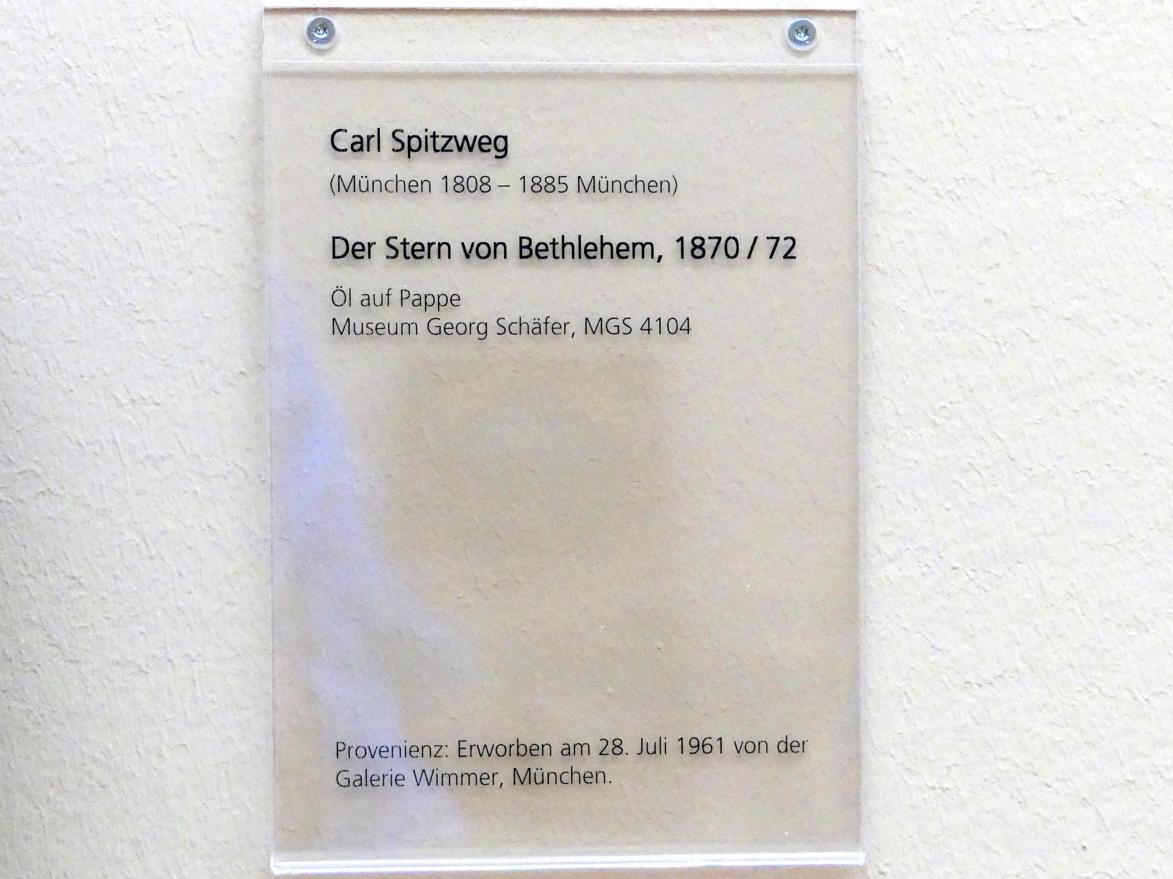 Carl Spitzweg
(München 1808 – 1885 München)
Der Stern von Bethlehem, 1870 / 72
Öl auf Pappe
Museum Georg Schäfer, MGS 4104
Provenienz: Erworben am 28. Juli 1961 von der
Galerie Wimmer, München.